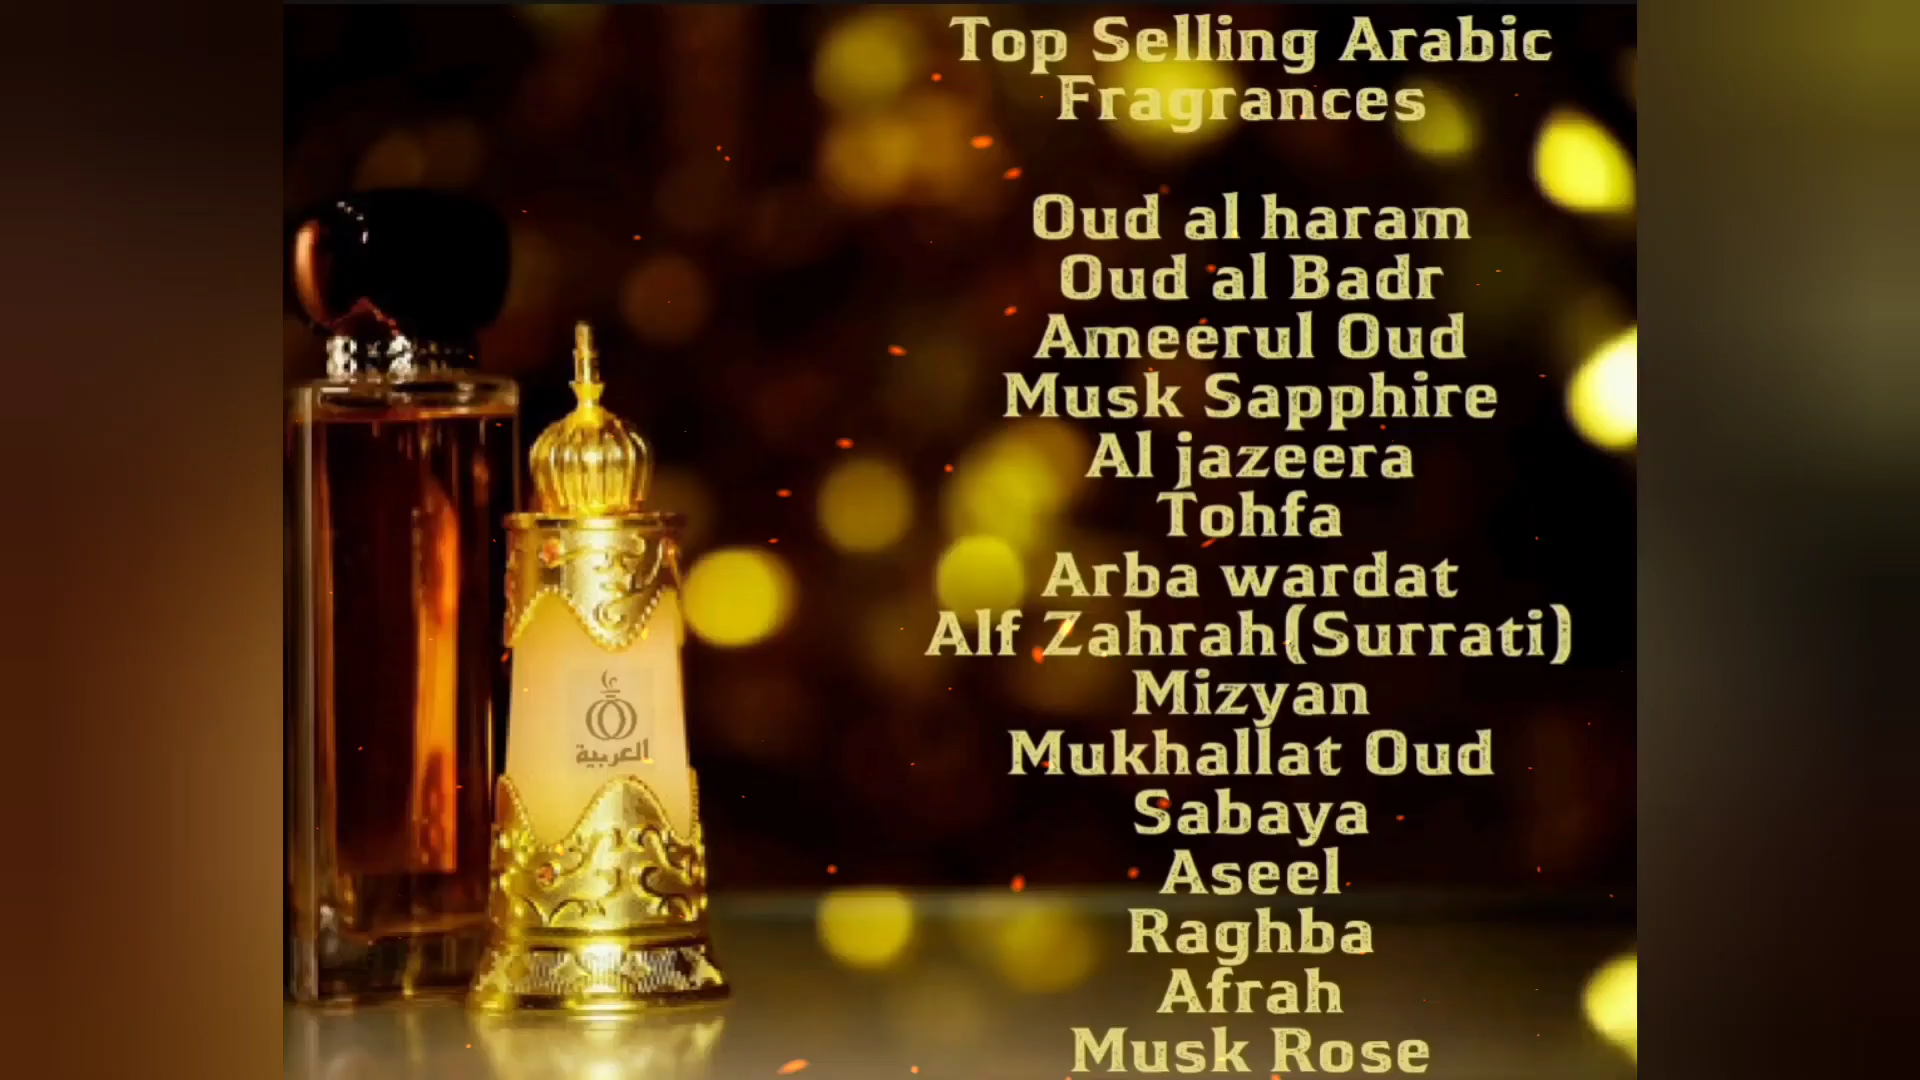 Top Selling Arabic
Fragrances
Oud al haram
Oud al Badr
Ameerul Oud
Musk Sapphire
Al jazeera
Tohfa
Arba wardat
Alf Zahrah(Surrati)
Mizyan
Mukhallat Oud
Sabaya
Aseel
Raghba
Afrah
Musk Rose
العربية